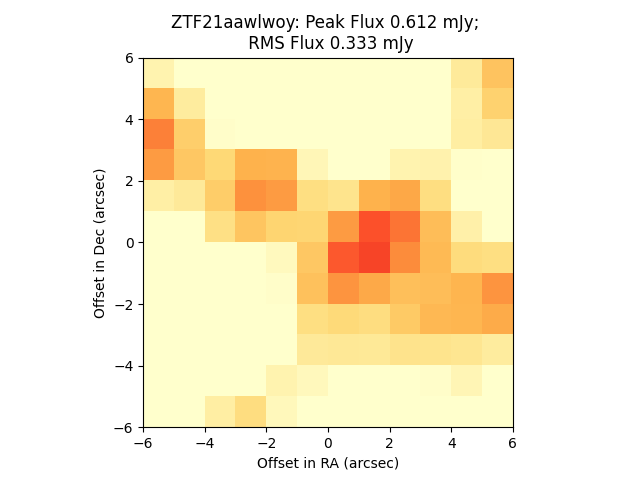 ZTF21aawlwoy: Peak Flux 0.612 mJy;
RMS Flux 0.333 mJy
6
4
2
0
−2
−4
−6
Offset in Dec (arcsec)
−6 −4 −2 0 2 4 6
Offset in RA (arcsec)